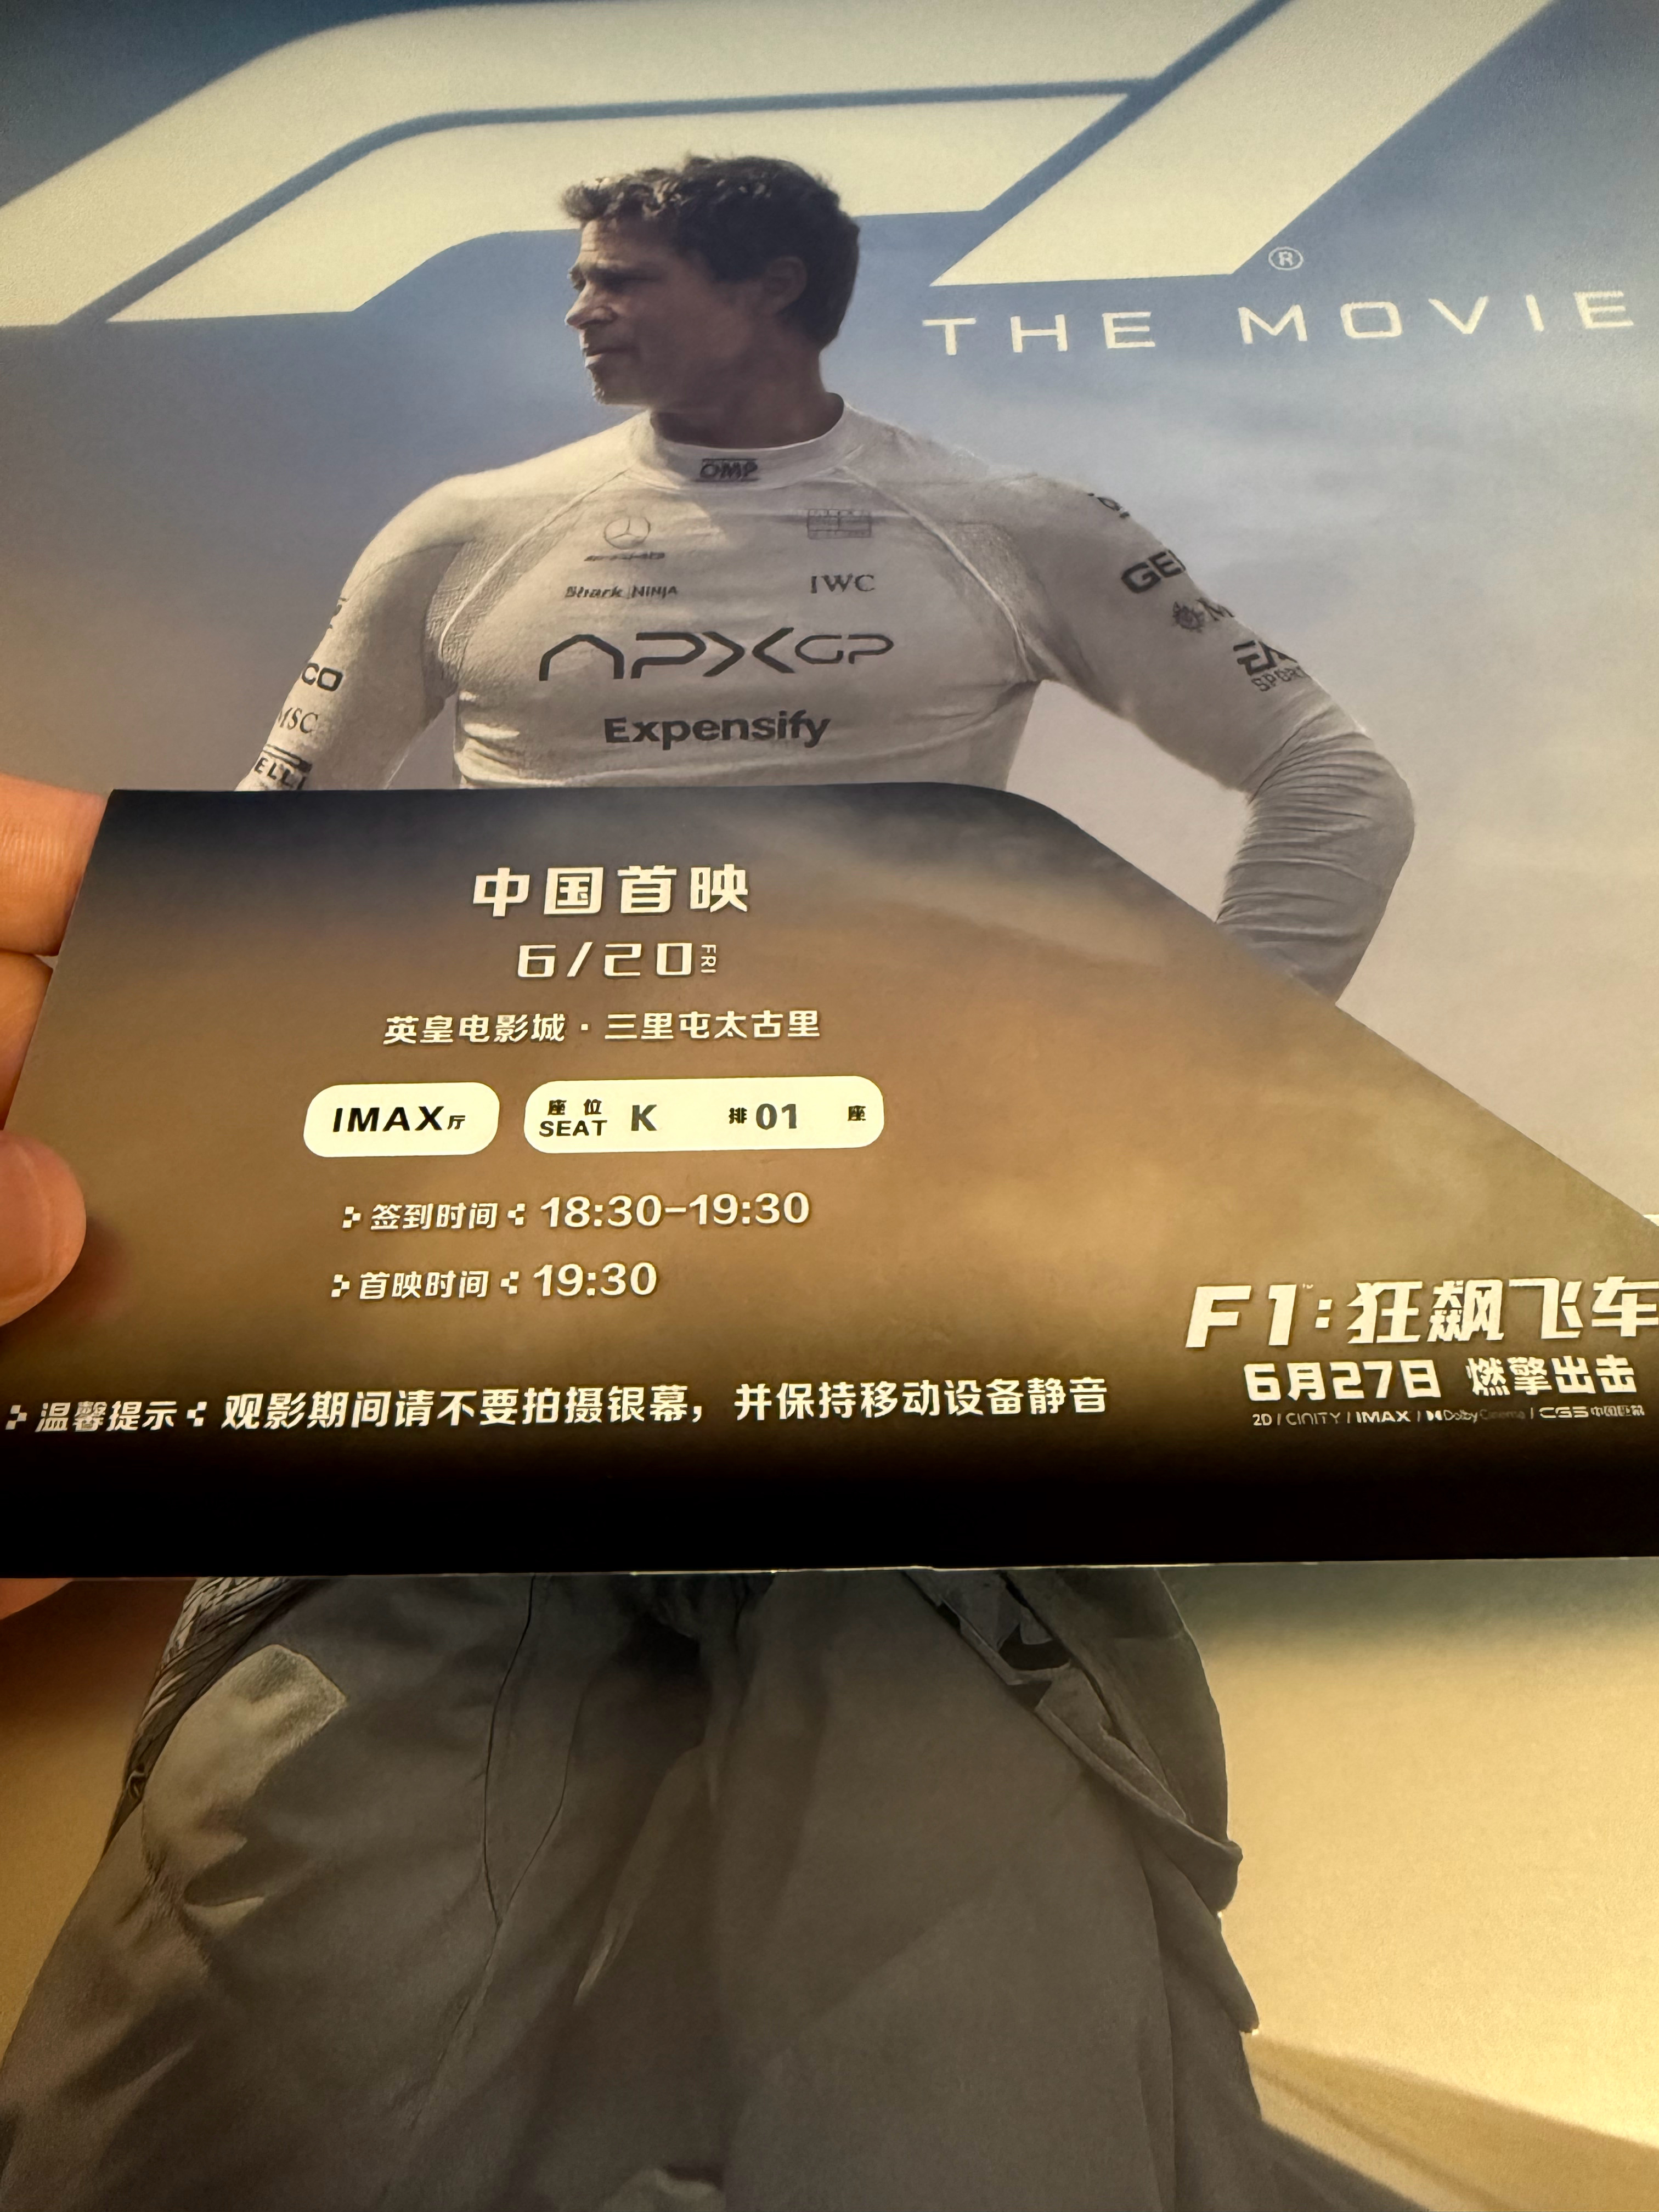 F1®
THE MOVIE
OMP
AMG
Shark NINJA
IWC
APXGP
Expensify
MSC
EA
SPORTS
中国首映
6/20 FRI
英皇电影城·三里屯太古里
IMAX厅 座位 SEAT K 排 01 座
签到时间 18:30-19:30
首映时间 19:30
F1™:狂飙飞车
6月27日 燃擎出击
2D / CINITY / IMAX / Dolby Cinema / CGS中国巨幕
温馨提示 观影期间请不要拍摄银幕，并保持移动设备静音